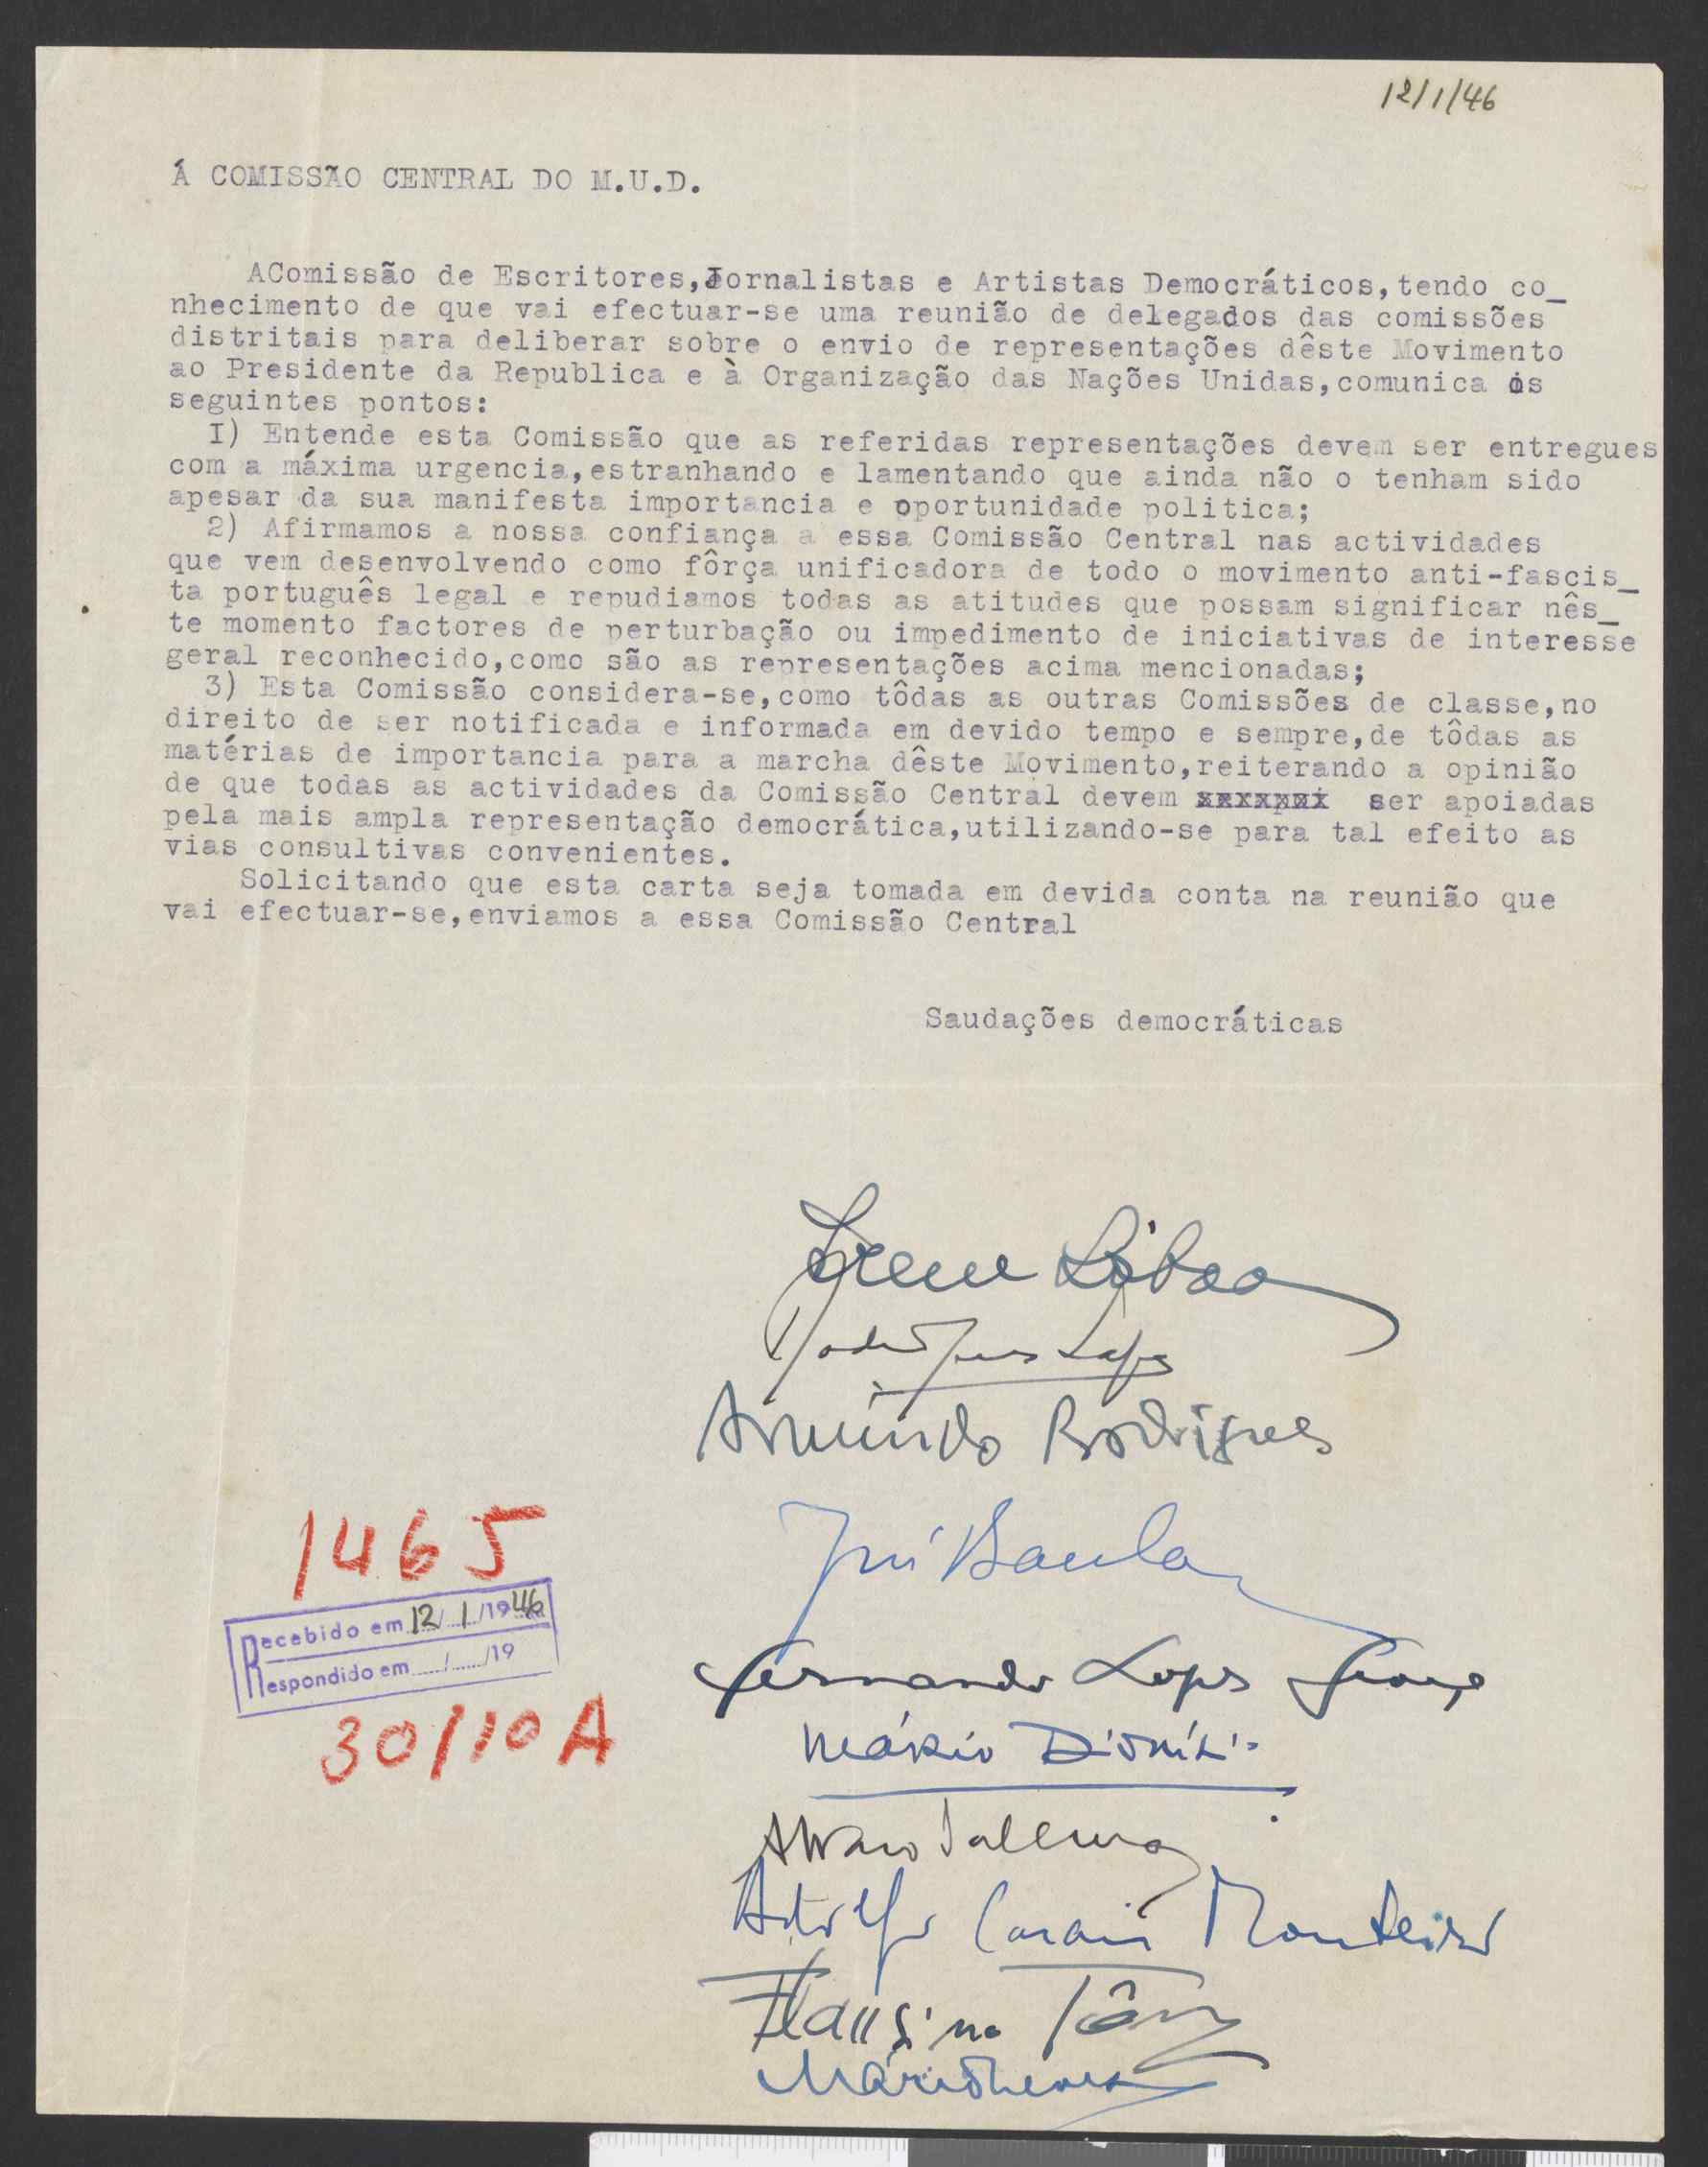 12/1/46
Á COMISSÃO CENTRAL DO M.U.D.
AComissão de Escritores,Jornalistas e Artistas Democráticos,tendo co_
nhecimento de que vai efectuar-se uma reunião de delegados das comissões
distritais para deliberar sobre o envio de representações dêste Movimento
ao Presidente da Republica e à Organização das Nações Unidas,comunica os
seguintes pontos:
I) Entende esta Comissão que as referidas representações devem ser entregues
com a máxima urgencia,estranhando e lamentando que ainda não o tenham sido
apesar da sua manifesta importancia e oportunidade politica;
2) Afirmamos a nossa confiança a essa Comissão Central nas actividades
que vem desenvolvendo como fôrça unificadora de todo o movimento anti-fascis_
ta português legal e repudiamos todas as atitudes que possam significar nês_
te momento factores de perturbação ou impedimento de iniciativas de interesse
geral reconhecido,como são as representações acima mencionadas;
3) Esta Comissão considera-se,como tôdas as outras Comissões de classe,no
direito de ser notificada e informada em devido tempo e sempre,de tôdas as
matérias de importancia para a marcha dêste Movimento,reiterando a opinião
de que todas as actividades da Comissão Central devem ser apoiadas
pela mais ampla representação democrática,utilizando-se para tal efeito as
vias consultivas convenientes.
Solicitando que esta carta seja tomada em devida conta na reunião que
vai efectuar-se,enviamos a essa Comissão Central
Saudações democráticas
Irene Lisboa
Rodrigues Lapa
Armindo Rodrigues
José Bacelar
Fernando Lopes Graça
Mário Dionísio
Alvaro Salema
Adolfo Casais Monteiro
Flausino Tôrres
1465
Recebido em 12/1/1946
Respondido em / /19
30/10 A